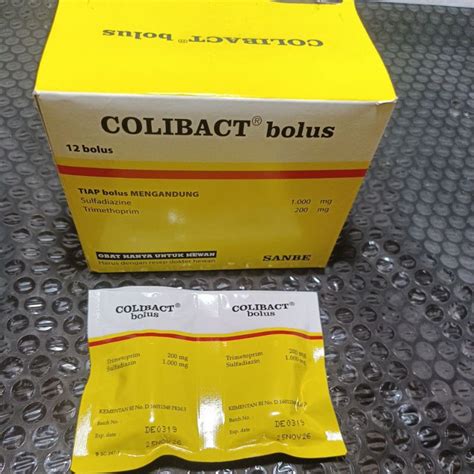 COLIBACT® bolus
COLIBACT® bolus
12 bolus
TIAP bolus MENGANDUNG
Sulfadiazine 1.000 mg
Trimethoprim 200 mg
OBAT HANYA UNTUK HEWAN
Harus dengan resep dokter hewan
SANBE
COLIBACT® bolus
Trimetoprim 200 mg
Sulfadiazin 1.000 mg
KEMENTAN RI No. D
Batch no. DE0319
Exp. date 25NOV26
COLIBACT® bolus
Trimetoprim 200 mg
Sulfadiazin 1.000 mg
KEMENTAN RI No. D
Batch no. DE0319
Exp. date 25NOV26